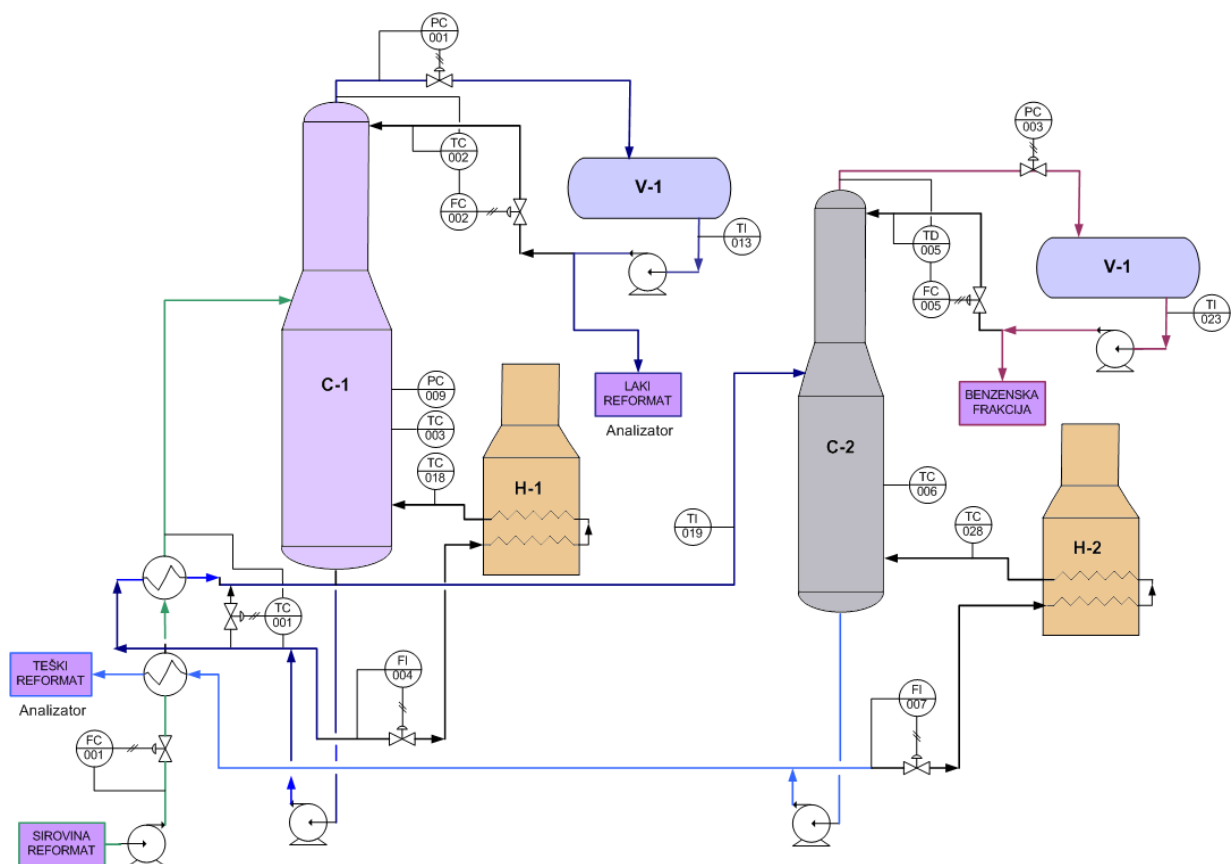 PC
001
PC
003
TC
002
FC
002
V-1
TI
013
TD
005
FC
005
V-1
TI
023
C-1
PC
009
TC
003
TC
018
H-1
LAKI
REFORMAT
Analizator
BENZENSKA
FRAKCIJA
C-2
TC
006
TI
019
TC
028
H-2
TC
001
TEŠKI
REFORMAT
Analizator
FI
004
FI
007
FC
001
SIROVINA
REFORMAT